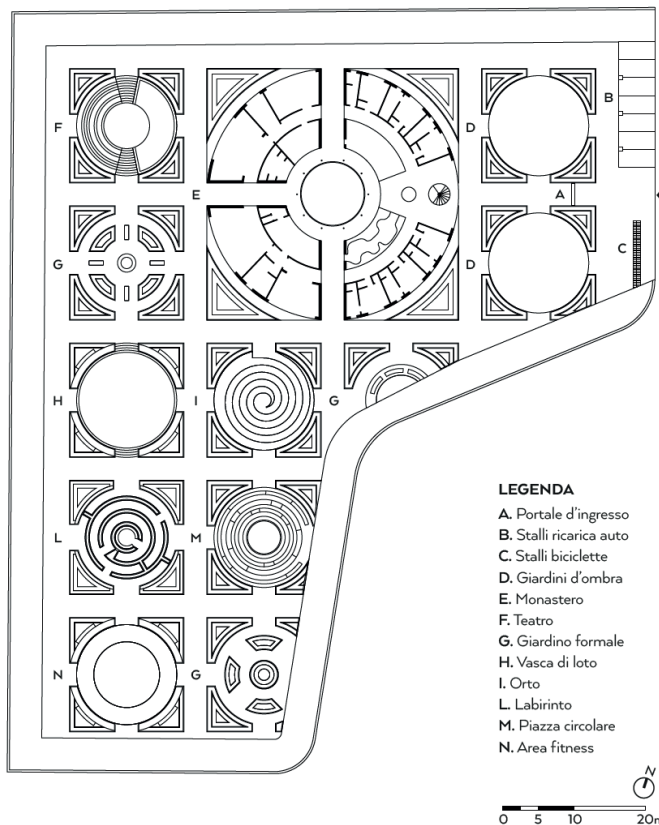 F
E
D
B
A
G
D
C
H
I
G
L
M
N
G
LEGENDA
A. Portale d'ingresso
B. Stalli ricarica auto
C. Stalli biciclette
D. Giardini d'ombra
E. Monastero
F. Teatro
G. Giardino formale
H. Vasca di loto
I. Orto
L. Labirinto
M. Piazza circolare
N. Area fitness
N
0 5 10 20m